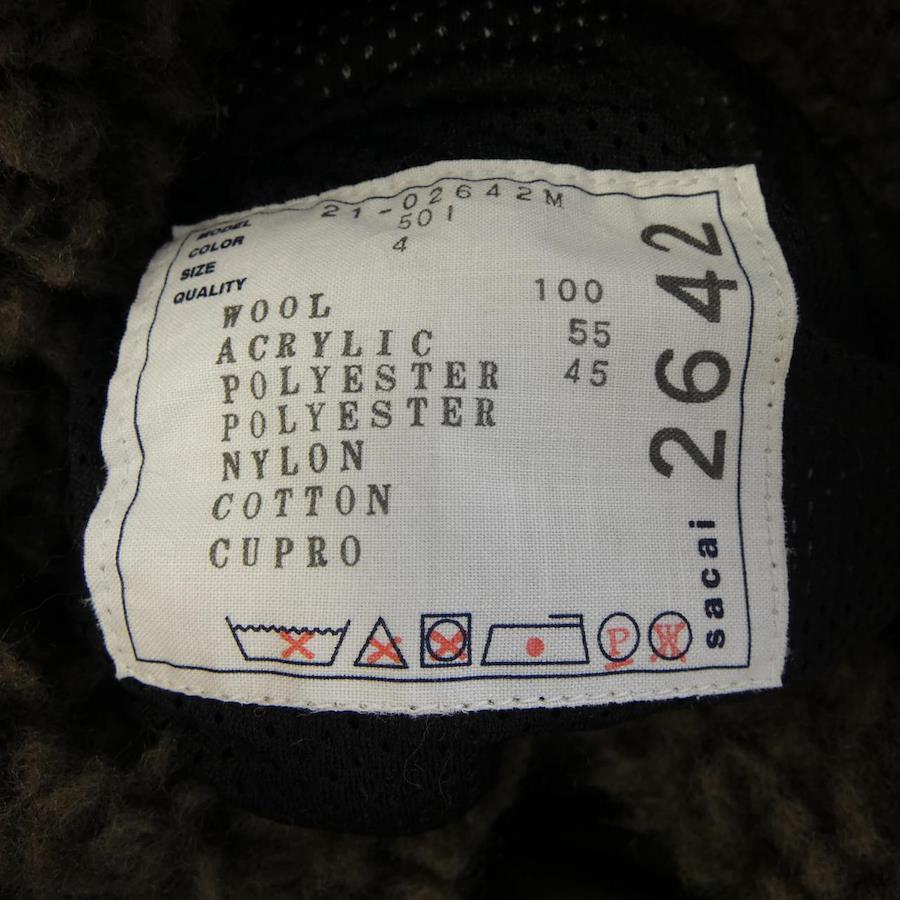 MODEL 21-02642M
COLOR 501
SIZE 4
QUALITY
WOOL 100
ACRYLIC 55
POLYESTER 45
POLYESTER
NYLON
COTTON
CUPRO
P W
sacai 2642